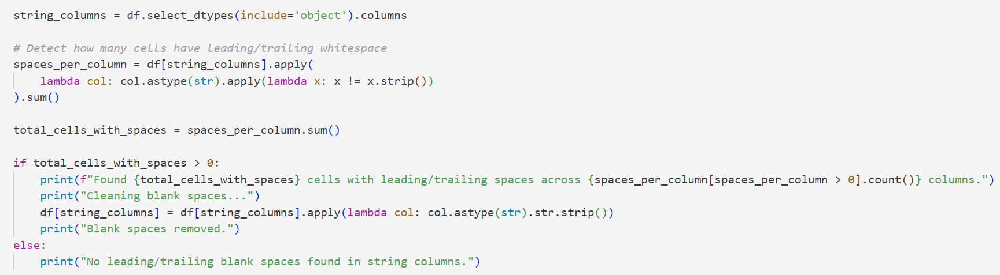 string_columns = df.select_dtypes(include='object').columns
# Detect how many cells have leading/trailing whitespace
spaces_per_column = df[string_columns].apply(
    lambda col: col.astype(str).apply(lambda x: x != x.strip())
).sum()
total_cells_with_spaces = spaces_per_column.sum()
if total_cells_with_spaces > 0:
    print(f"Found {total_cells_with_spaces} cells with leading/trailing spaces across {spaces_per_column[spaces_per_column > 0].count()} columns.")
    print("Cleaning blank spaces...")
    df[string_columns] = df[string_columns].apply(lambda col: col.astype(str).str.strip())
    print("Blank spaces removed.")
else:
    print("No leading/trailing blank spaces found in string columns.")